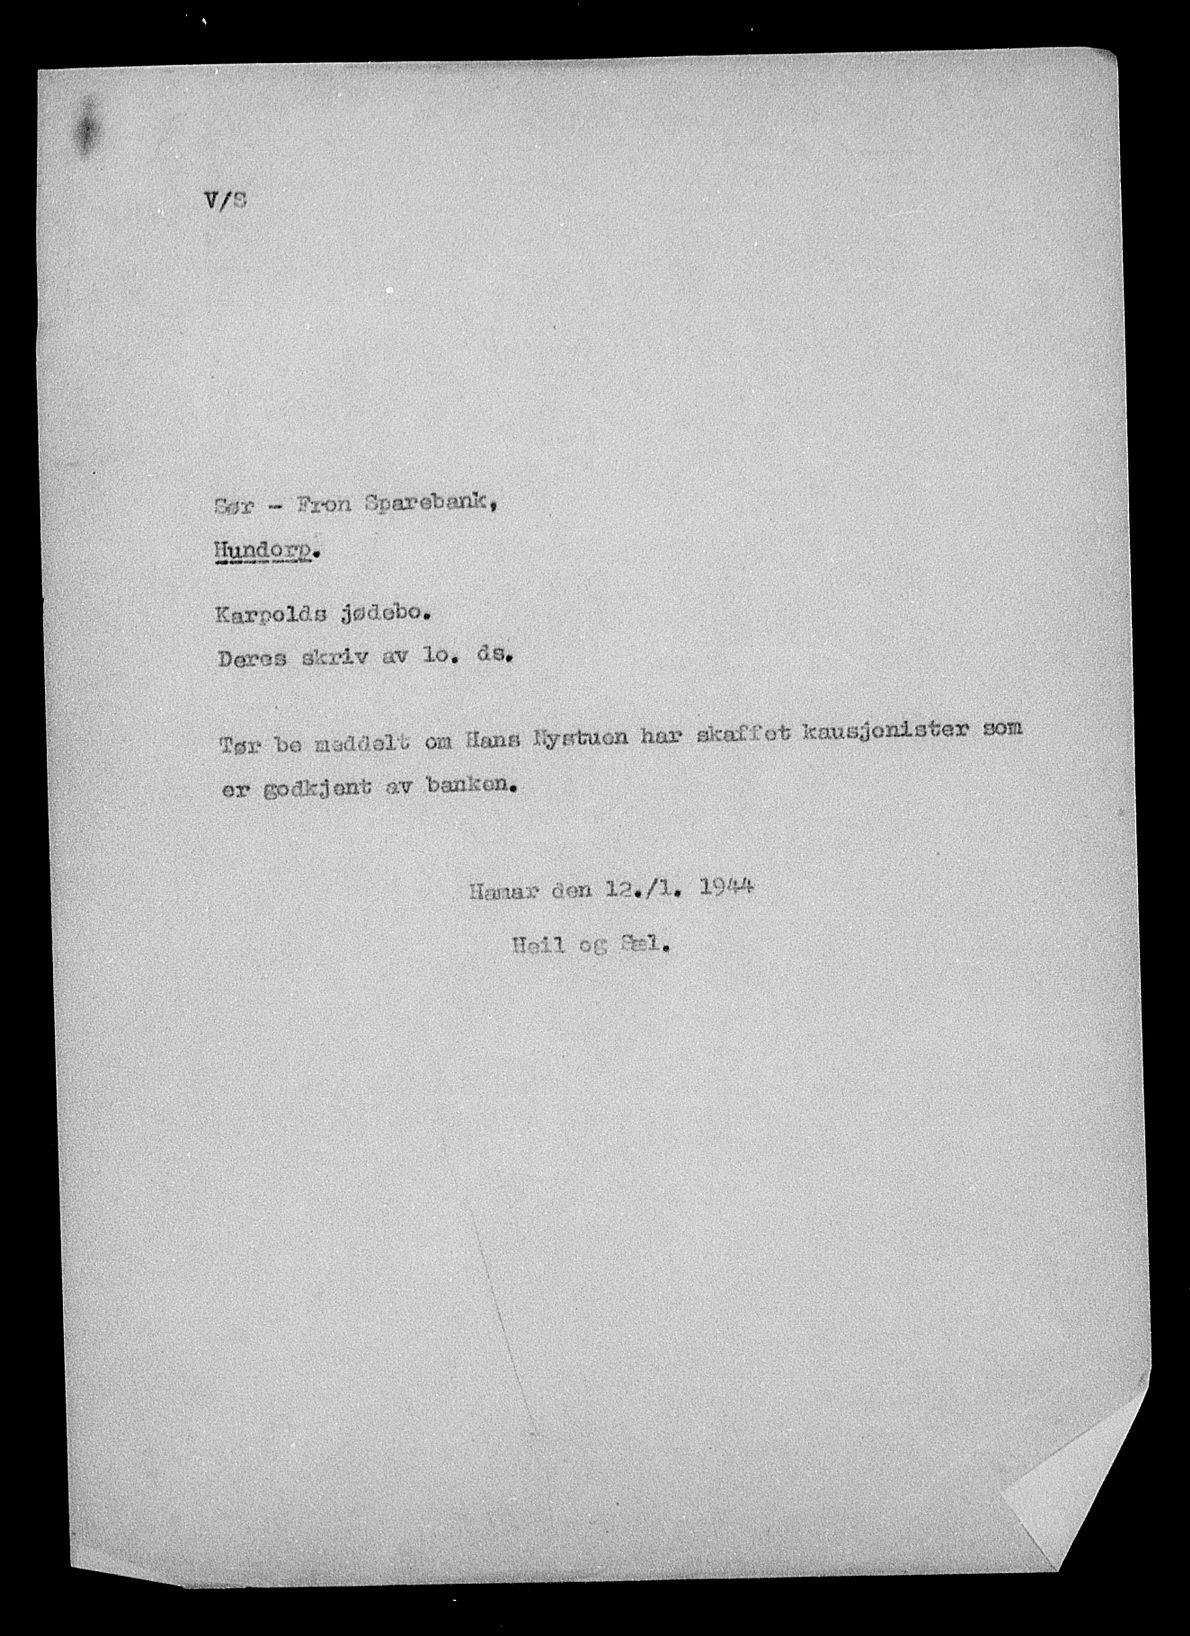 V/S
Sør - Fron Sparebank,
Hundorp.
Karpolds jødebo.
Deres skriv av lo. ds.
Tør be meddelt om Hans Nystuen har skaffet kausjonister som
er godkjent av banken.
Hamar den 12./1. 1944
Heil og Sæl.